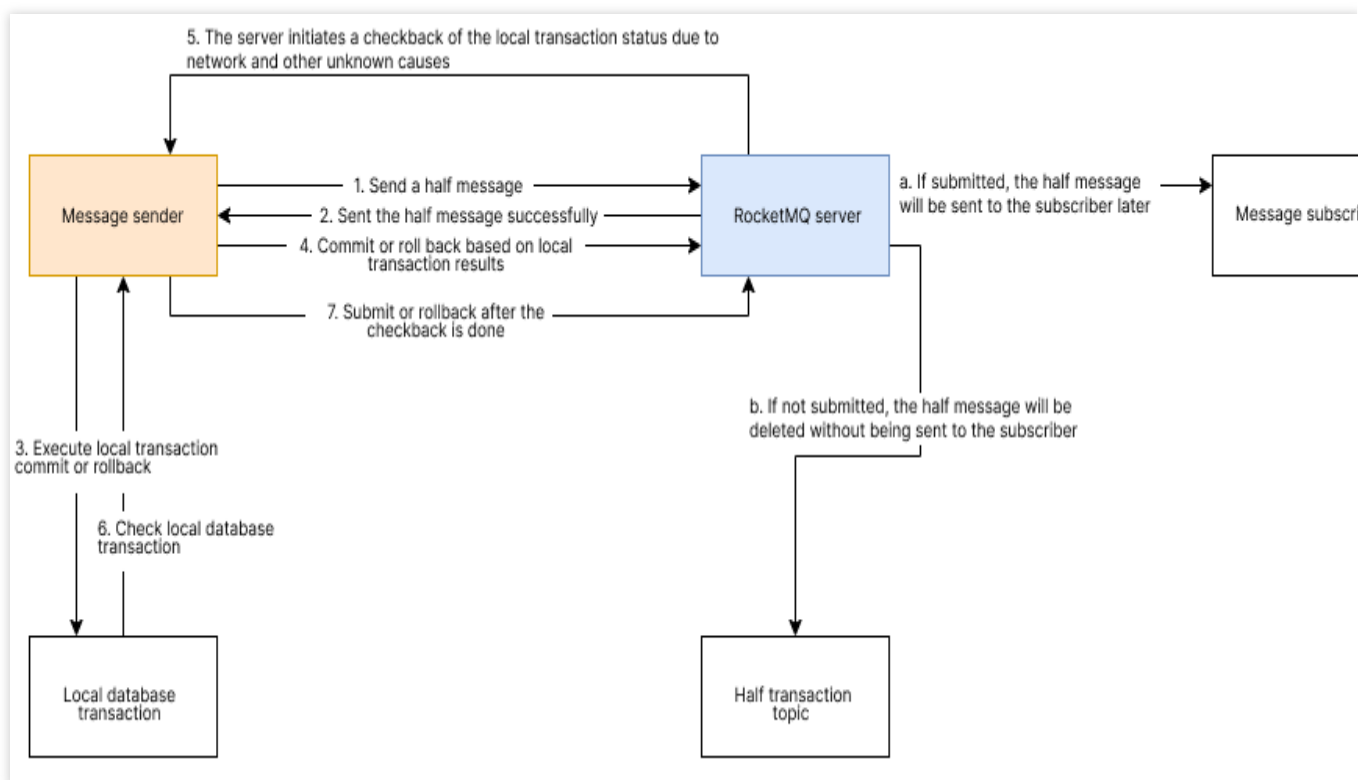 5. The server initiates a checkback of the local transaction status due to
network and other unknown causes
Message sender
1. Send a half message
2. Sent the half message successfully
4. Commit or roll back based on local
transaction results
7. Submit or rollback after the
checkback is done
RocketMQ server
a. If submitted, the half message
will be sent to the subscriber later
Message subscri
b. If not submitted, the half message will be
deleted without being sent to the subscriber
3. Execute local transaction
commit or rollback
6. Check local database
transaction
Local database
transaction
Half transaction
topic